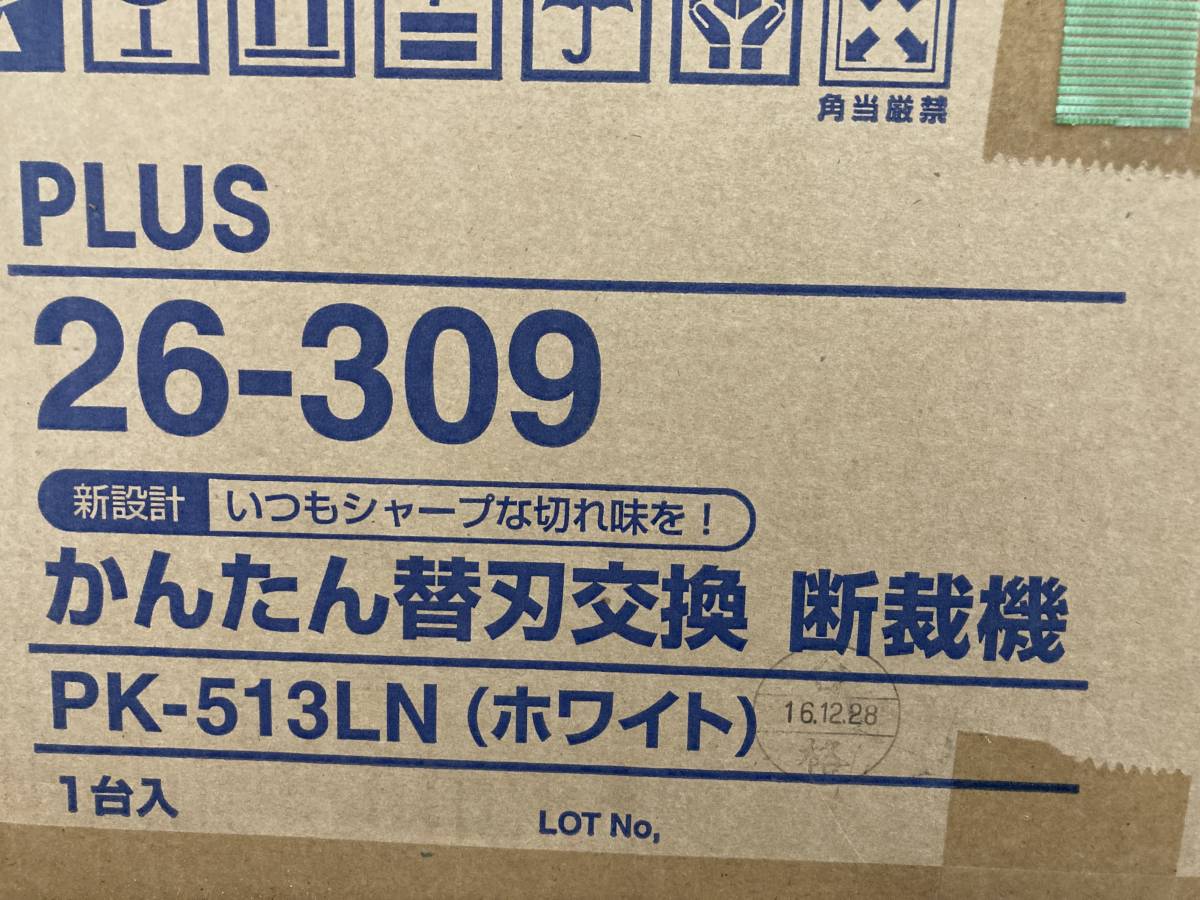 角当厳禁
PLUS
26-309
新設計 いつもシャープな切れ味を！
かんたん替刃交換 断裁機
PK-513LN (ホワイト)
16.12.28
1台入
LOT No,